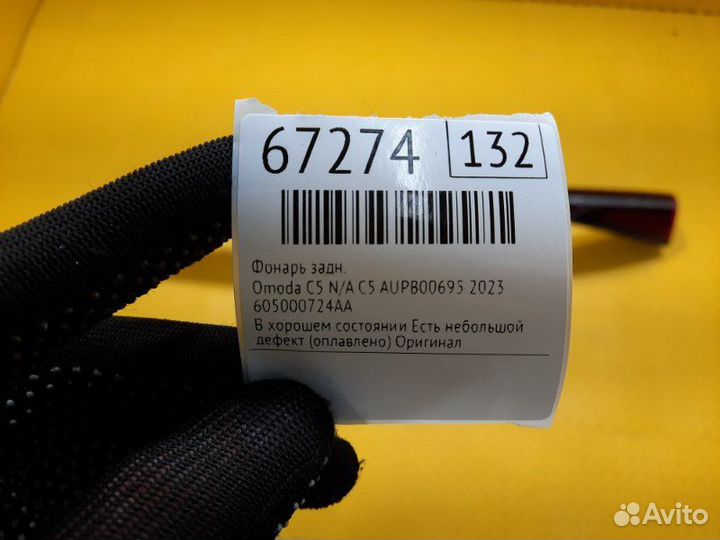 67274 132
Фонарь задн.
Omoda C5 N/A C5 AUPB00695 2023
605000724AA
В хорошем состоянии Есть небольшой
дефект (оплавлено) Оригинал
Avito